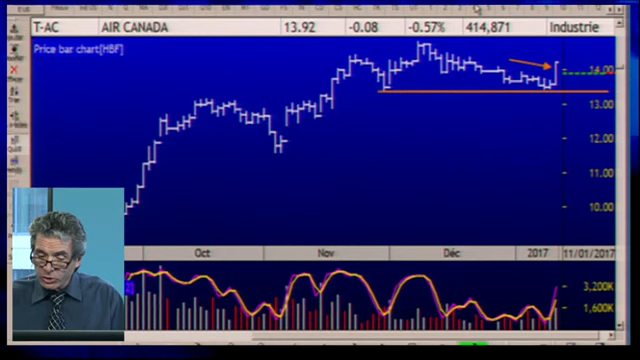 T-AC AIR CANADA 13.92 -0.08 -0.57% 414,871 Industrie
Price bar chart[HBF]
14.00
13.00
12.00
11.00
10.00
Oct Nov Déc 2017 11/01/2017
3,200K
1,600K